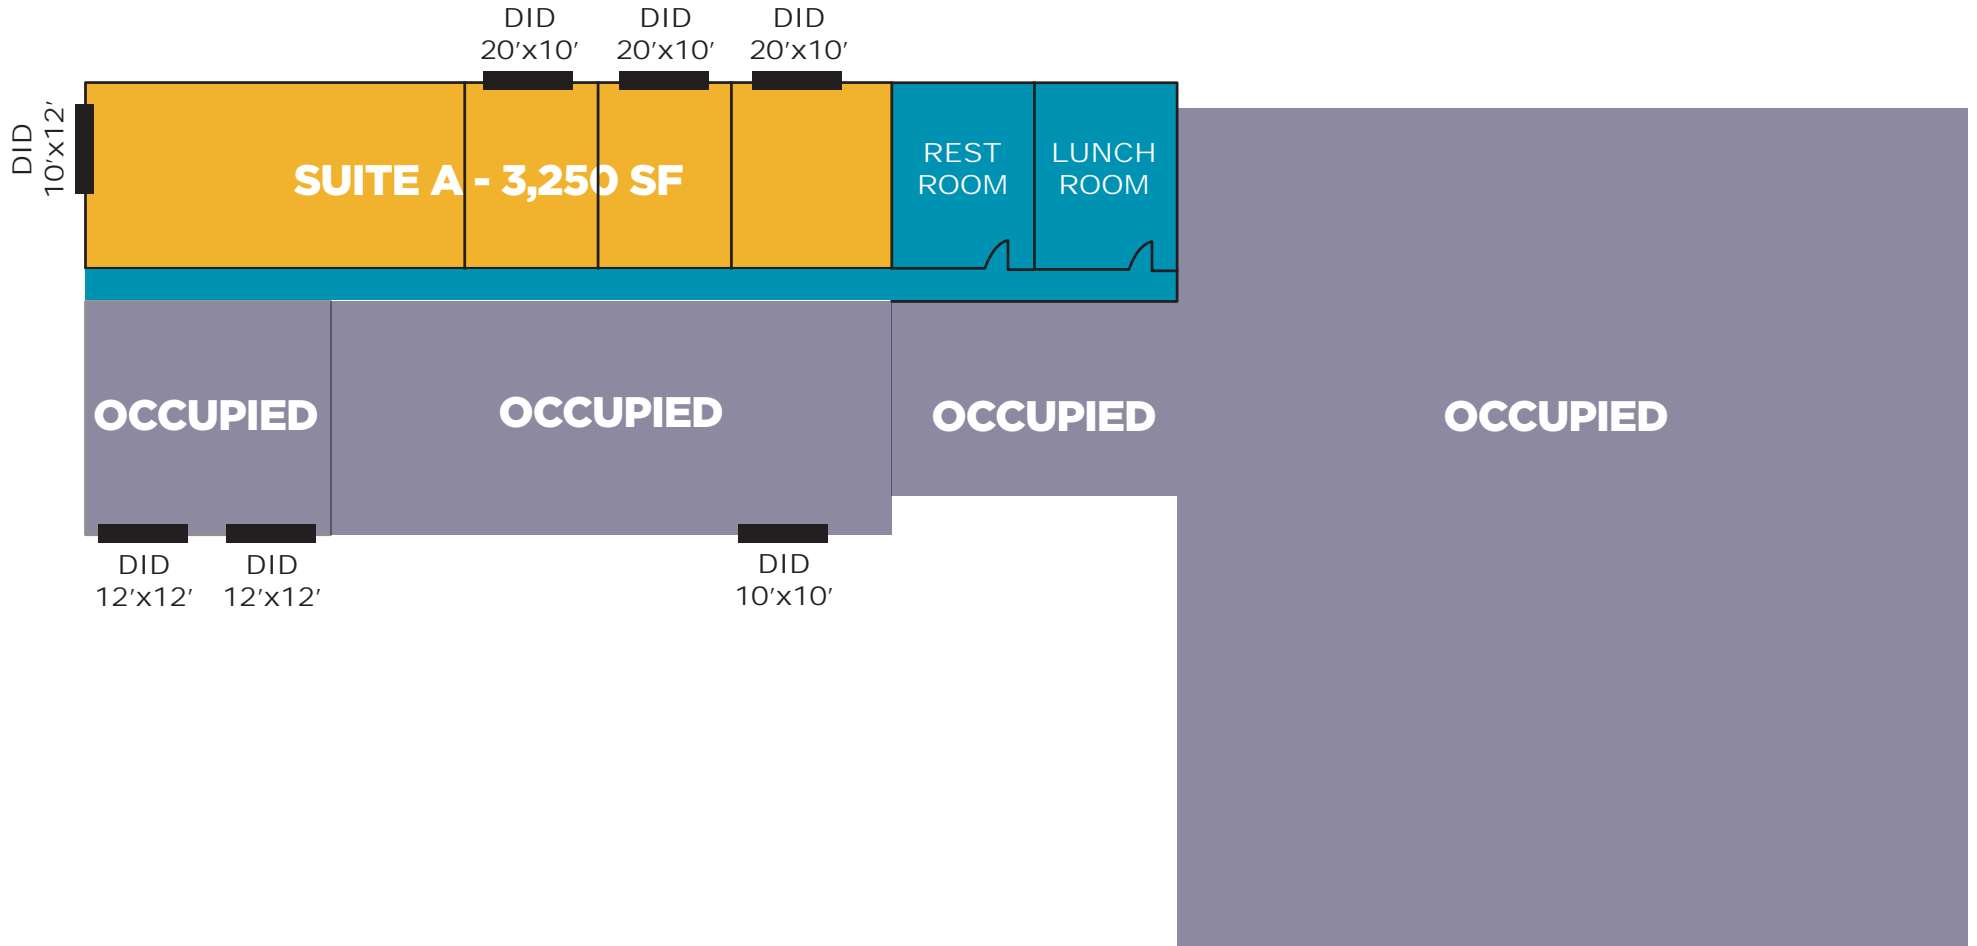 DID
20'x10'
DID
20'x10'
DID
20'x10'
DID
10'x12'
SUITE A - 3,250 SF
REST
ROOM
LUNCH
ROOM
OCCUPIED
OCCUPIED
OCCUPIED
OCCUPIED
DID
12'x12'
DID
12'x12'
DID
10'x10'